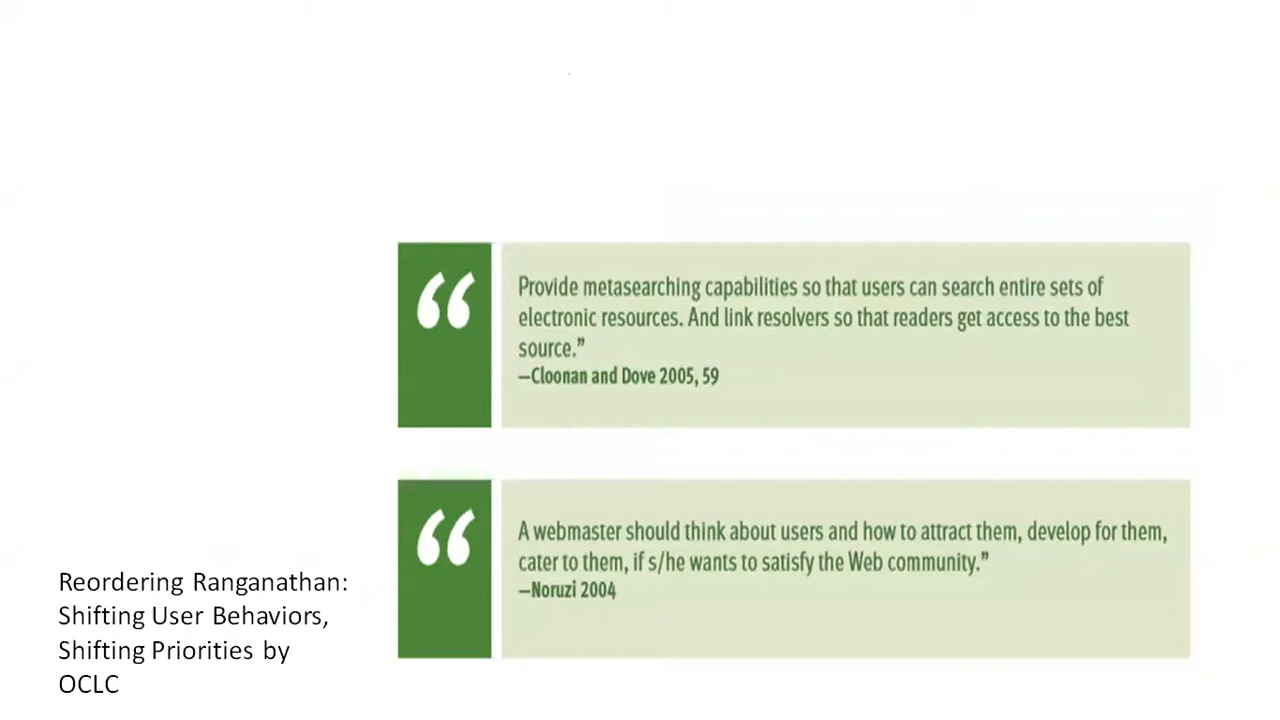 “
Provide metasearching capabilities so that users can search entire sets of
electronic resources. And link resolvers so that readers get access to the best
source.”
—Cloonan and Dove 2005, 59
“
A webmaster should think about users and how to attract them, develop for them,
cater to them, if s/he wants to satisfy the Web community.”
—Noruzi 2004
Reordering Ranganathan:
Shifting User Behaviors,
Shifting Priorities by
OCLC